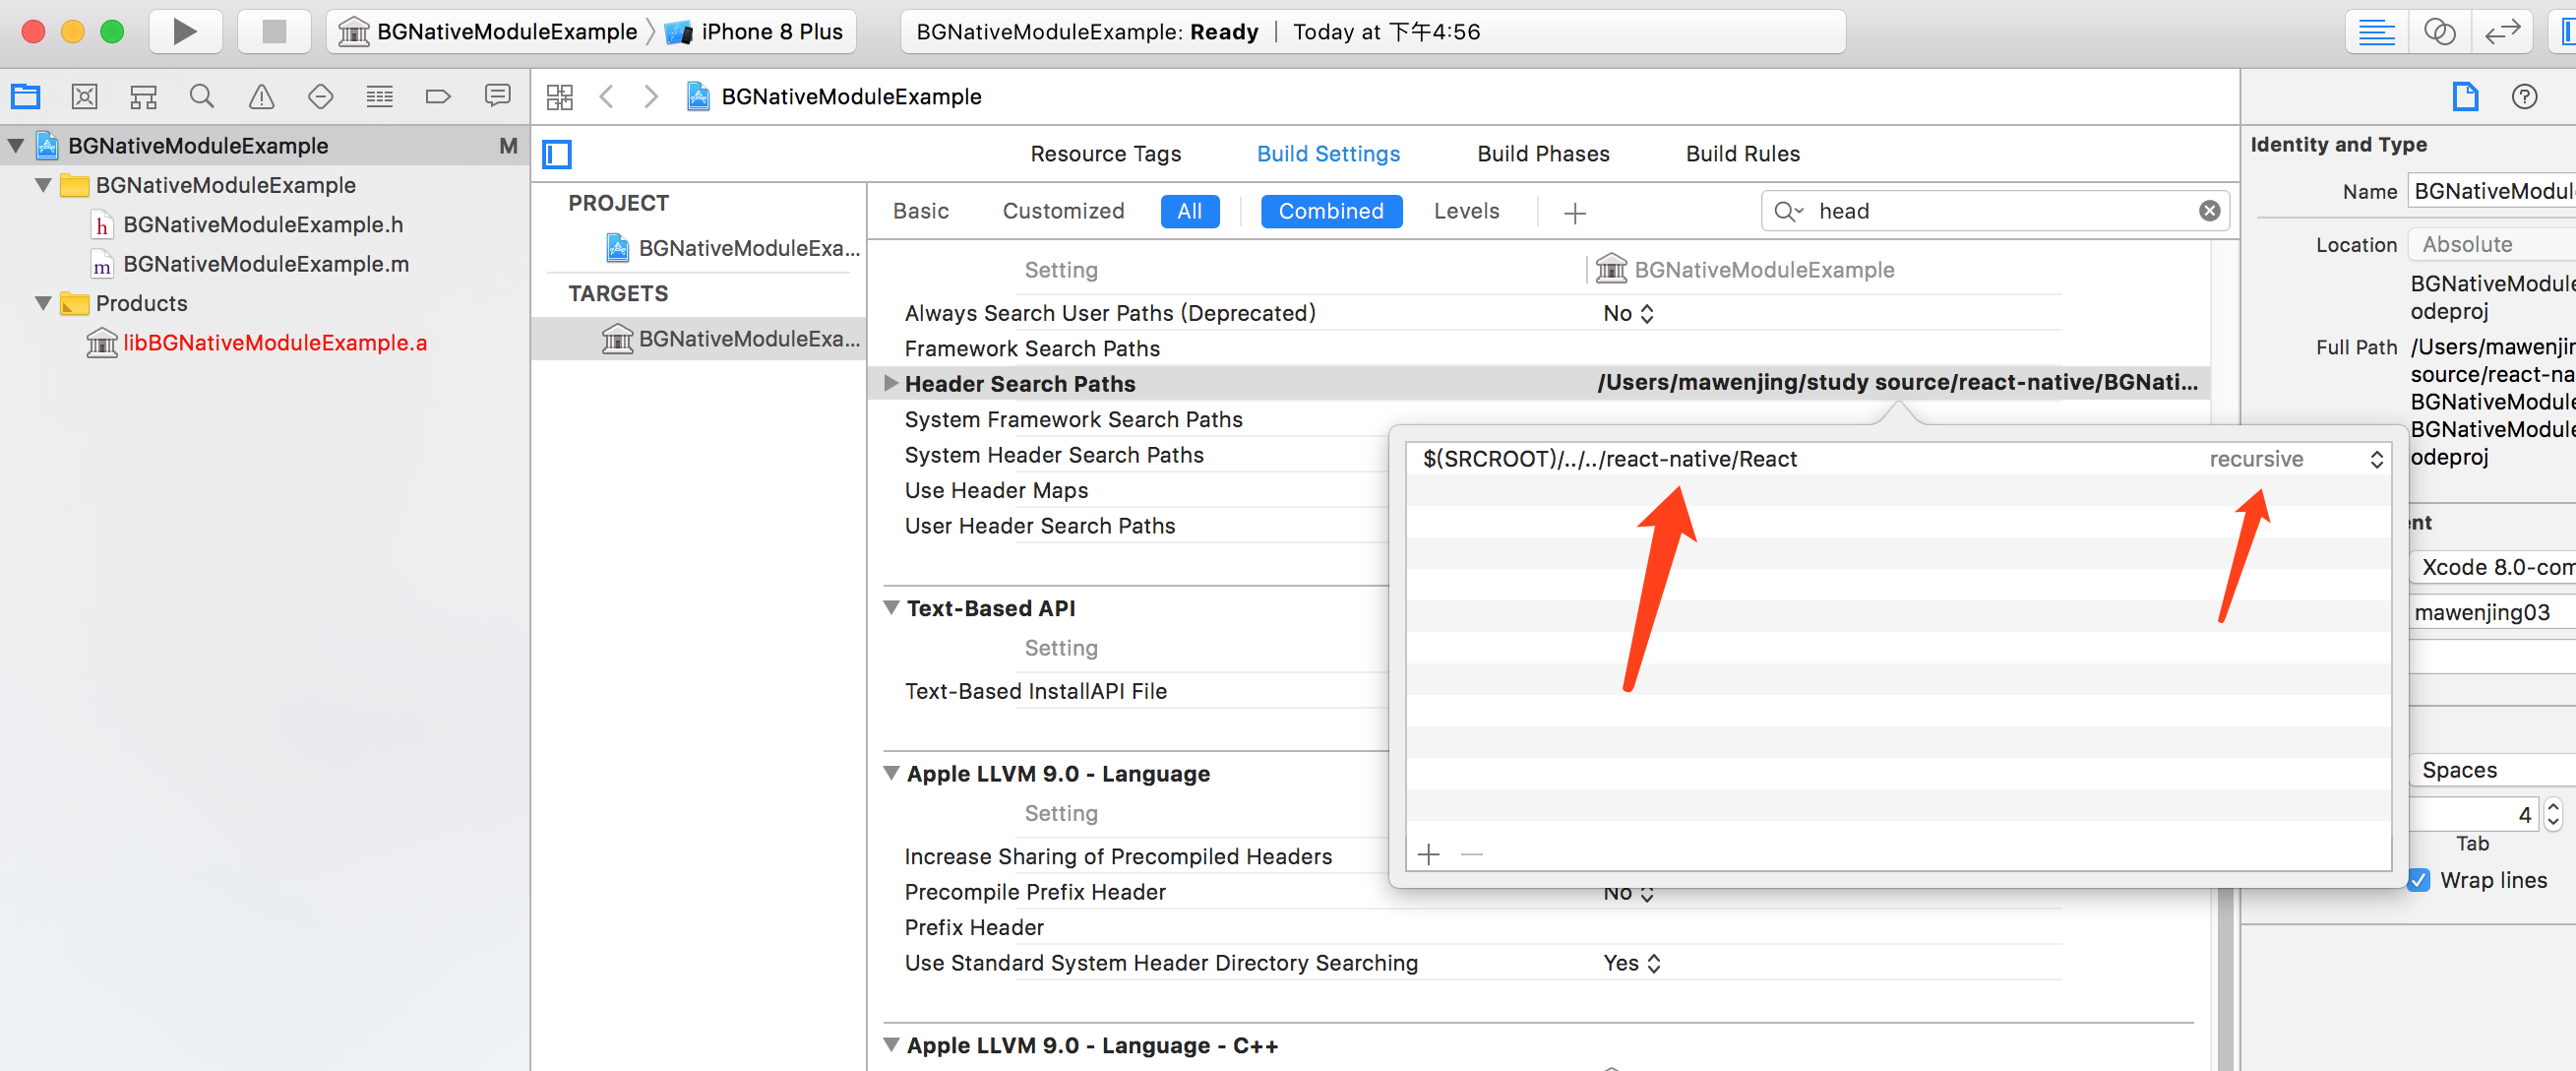 BGNativeModuleExample
iPhone 8 Plus
BGNativeModuleExample: Ready | Today at 下午4:56
BGNativeModuleExample
BGNativeModuleExample M
BGNativeModuleExample
BGNativeModuleExample.h
BGNativeModuleExample.m
Products
libBGNativeModuleExample.a
Resource Tags Build Settings Build Phases Build Rules
PROJECT
BGNativeModuleExa...
TARGETS
BGNativeModuleExa...
Basic Customized All Combined Levels + head
Setting BGNativeModuleExample
Always Search User Paths (Deprecated) No
Framework Search Paths
Header Search Paths /Users/mawenjing/study source/react-native/BGNati...
System Framework Search Paths
System Header Search Paths
Use Header Maps
User Header Search Paths
$(SRCROOT)/../../react-native/React recursive
Text-Based API
Setting
Text-Based InstallAPI File
Apple LLVM 9.0 - Language
Setting
Increase Sharing of Precompiled Headers
Precompile Prefix Header No
Prefix Header
Use Standard System Header Directory Searching Yes
Apple LLVM 9.0 - Language - C++
Identity and Type
Name BGNativeModul
Location Absolute
BGNativeModule
odeproj
Full Path /Users/mawenjin
source/react-na
BGNativeModule
BGNativeModule
odeproj
ent
Xcode 8.0-com
mawenjing03
Spaces
4
Tab
Wrap lines